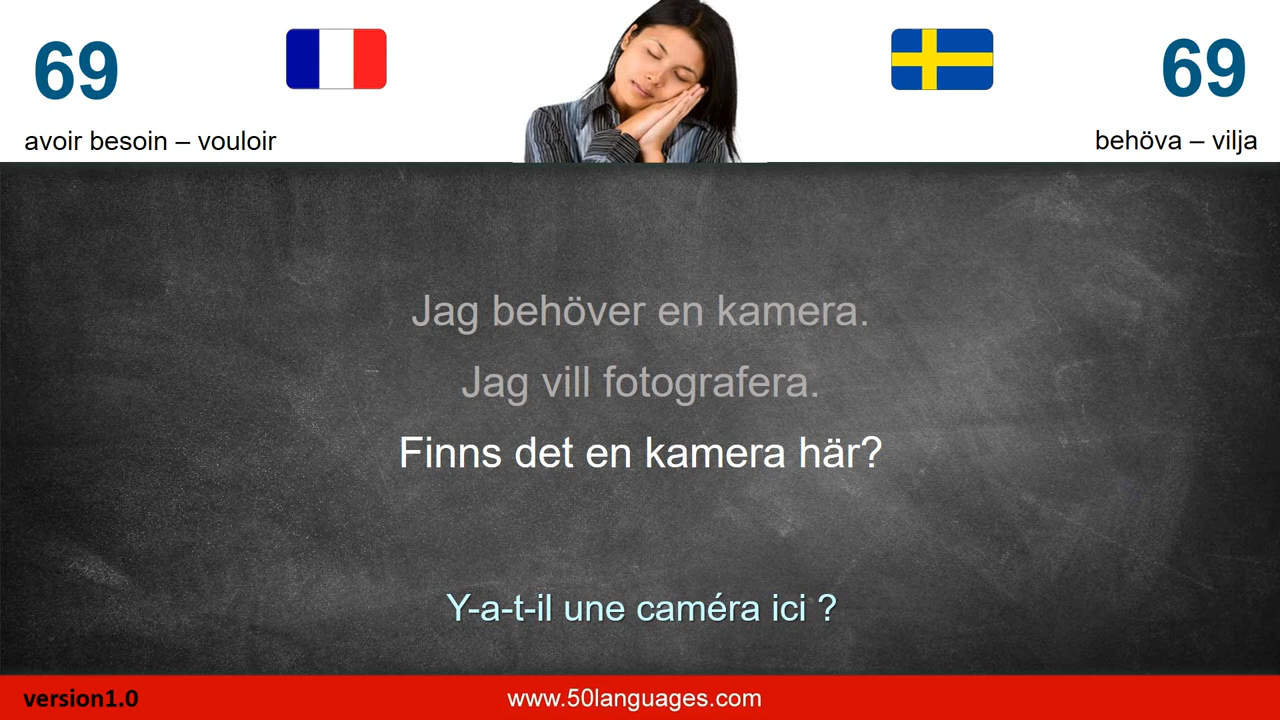 69
69
avoir besoin – vouloir
behöva – vilja
Jag behöver en kamera.
Jag vill fotografera.
Finns det en kamera här?
Y-a-t-il une caméra ici ?
version1.0
www.50languages.com